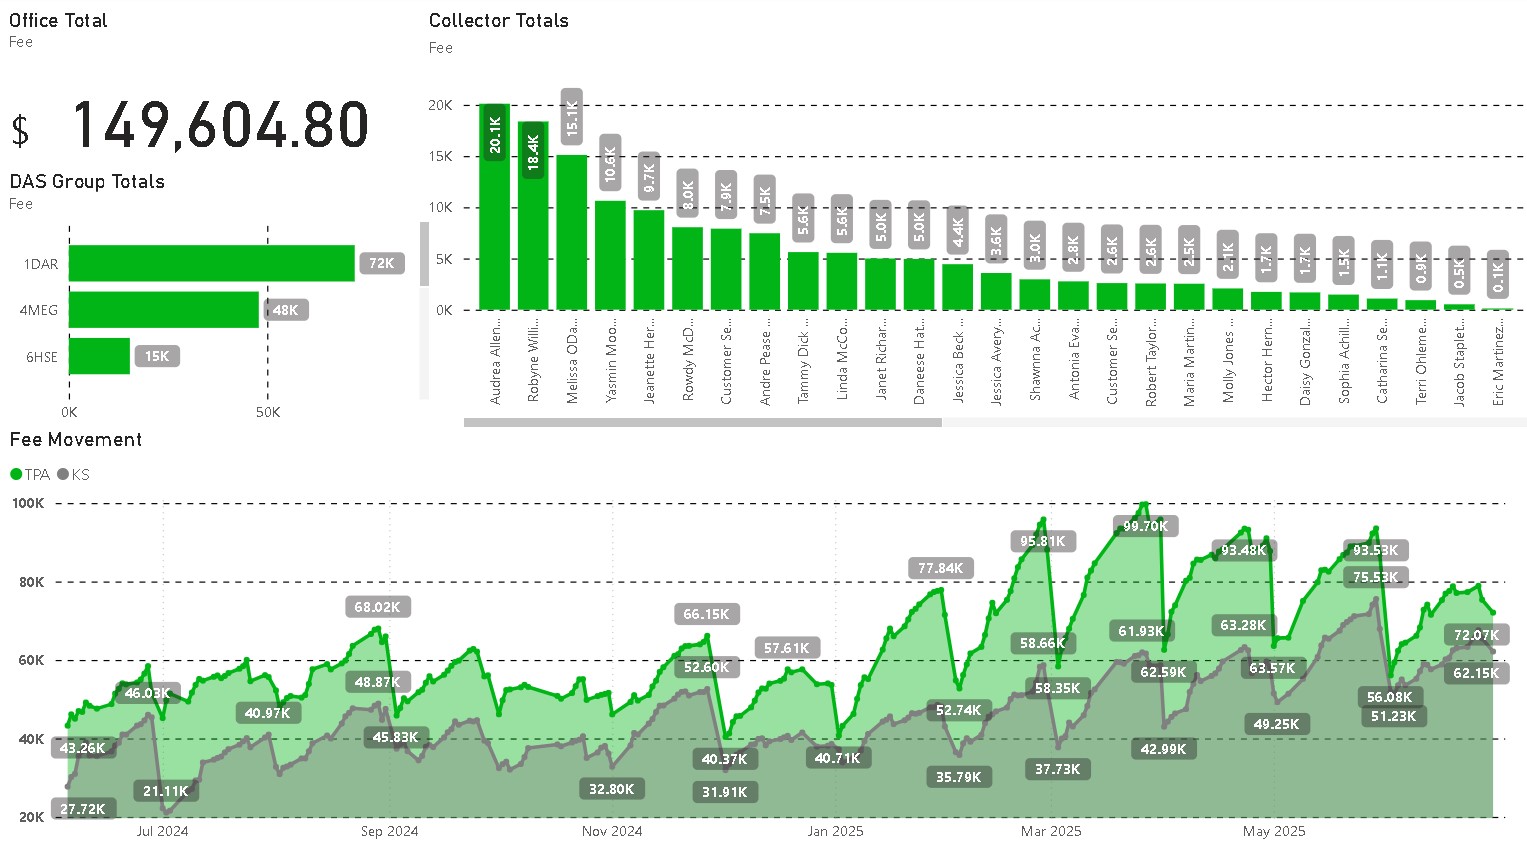 Office Total
Fee
$ 149,604.80
DAS Group Totals
Fee
1DAR 72K
4MEG 48K
6HSE 15K
0K 50K
Collector Totals
Fee
20K
15K
10K
5K
0K
20.1K 18.4K 15.1K 10.6K 9.7K 8.0K 7.9K 7.5K 5.6K 5.6K 5.0K 5.0K 4.4K 3.6K 3.0K 2.8K 2.6K 2.6K 2.5K 2.1K 1.7K 1.7K 1.5K 1.1K 0.9K 0.5K 0.1K
Audrea Allen...
Robyne Willi...
Melissa ODa...
Yasmin Moo...
Jeanette Her...
Rowdy McD...
Customer Se...
Andre Pease ...
Tammy Dick ...
Linda McCo...
Janet Richar...
Daneese Hat...
Jessica Beck ...
Jessica Avery...
Shawnna Ac...
Antonia Eva...
Customer Se...
Robert Taylor...
Maria Martin...
Molly Jones ...
Hector Hern...
Daisy Gonzal...
Sophia Achill...
Catharina Se...
Terri Ohleme...
Jacob Staplet...
Eric Martinez...
Fee Movement
TPA KS
100K
80K
60K
40K
20K
43.26K
27.72K
46.03K
21.11K
40.97K
68.02K
48.87K
45.83K
32.80K
66.15K
52.60K
40.37K
31.91K
57.61K
40.71K
77.84K
52.74K
35.79K
95.81K
58.66K
58.35K
37.73K
99.70K
61.93K
62.59K
42.99K
93.48K
63.28K
63.57K
49.25K
93.53K
75.53K
56.08K
51.23K
72.07K
62.15K
Jul 2024 Sep 2024 Nov 2024 Jan 2025 Mar 2025 May 2025